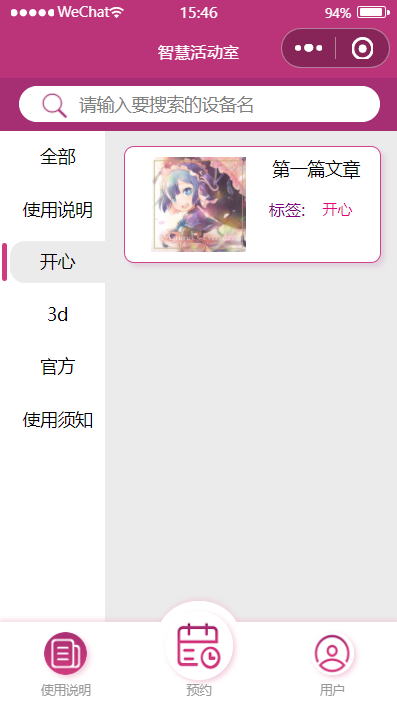 WeChat 15:46 94%
智慧活动室
请输入要搜索的设备名
全部
使用说明
开心
3d
官方
使用须知
第一篇文章
标签: 开心
使用说明 预约 用户